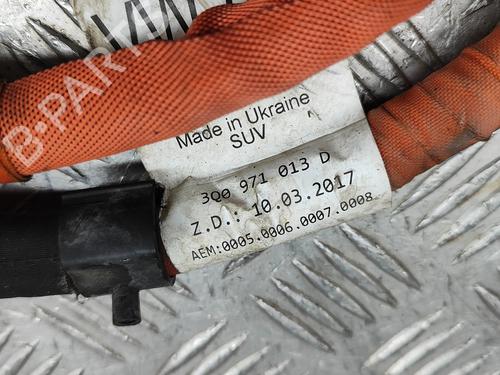 B-PARTS
Made in Ukraine
SUV
3Q0 971 013 D
Z.D.: 10.03.2017
AEM:0005.0006.0007.0008